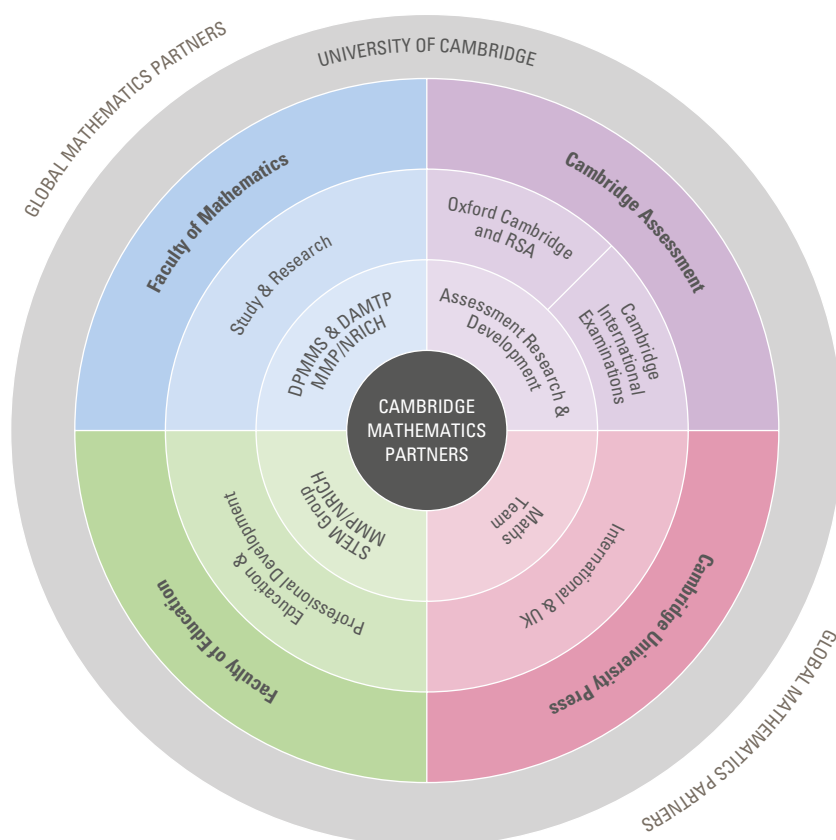 GLOBAL MATHEMATICS PARTNERS
UNIVERSITY OF CAMBRIDGE
Faculty of Mathematics
Study & Research
DPMMS & DAMTP
MMP/NRICH
Cambridge Assessment
Oxford Cambridge
and RSA
Cambridge
International
Examinations
Assessment Research &
Development
CAMBRIDGE
MATHEMATICS
PARTNERS
STEM Group
MMP/NRICH
Education &
Professional Development
Faculty of Education
Maths
Team
International & UK
Cambridge University Press
GLOBAL MATHEMATICS PARTNERS